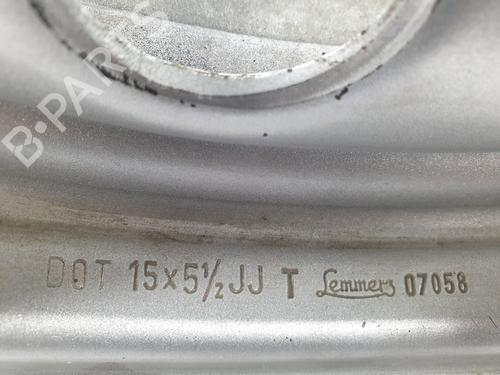 B-PARTS
DOT 15x5½JJ T Lemmerz 07058